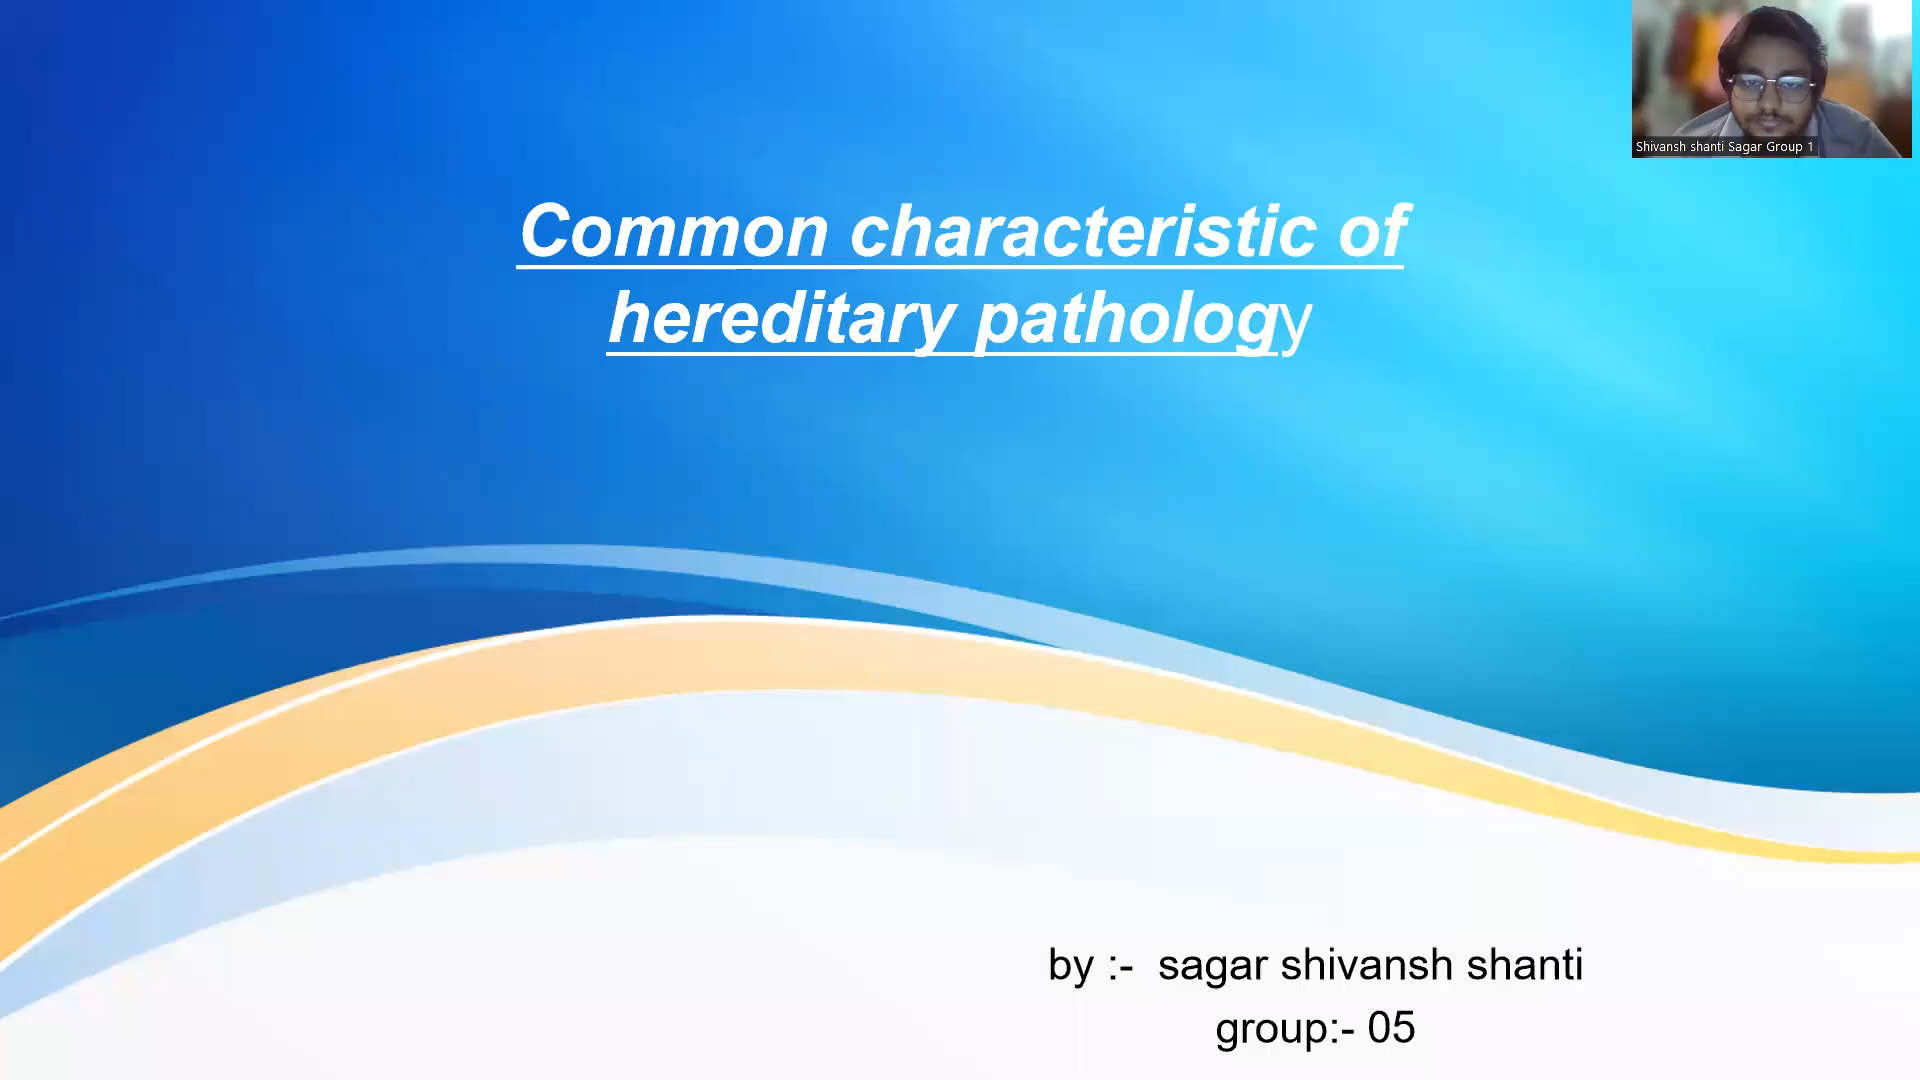 Shivansh shanti Sagar Group 1
Common characteristic of
hereditary pathology
by :-  sagar shivansh shanti
group:- 05